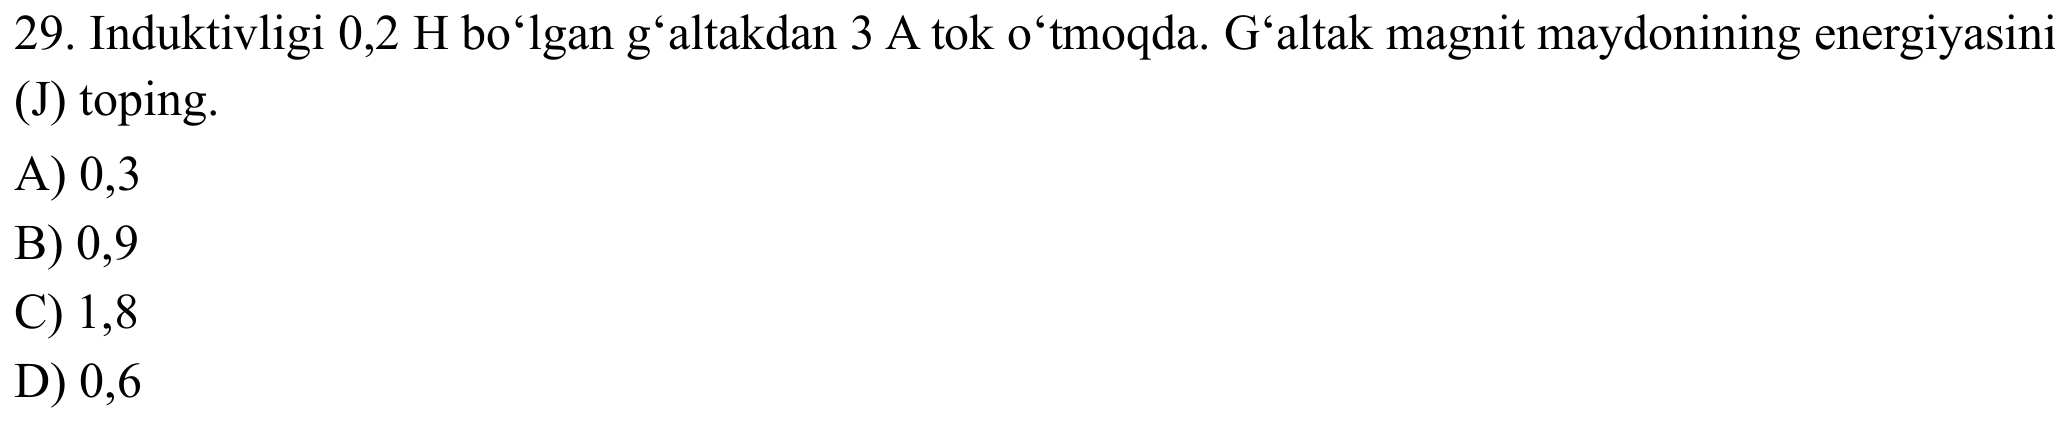 29. Induktivligi 0,2 H bo‘lgan g‘altakdan 3 A tok o‘tmoqda. G‘altak magnit maydonining energiyasini
(J) toping.
A) 0,3
B) 0,9
C) 1,8
D) 0,6